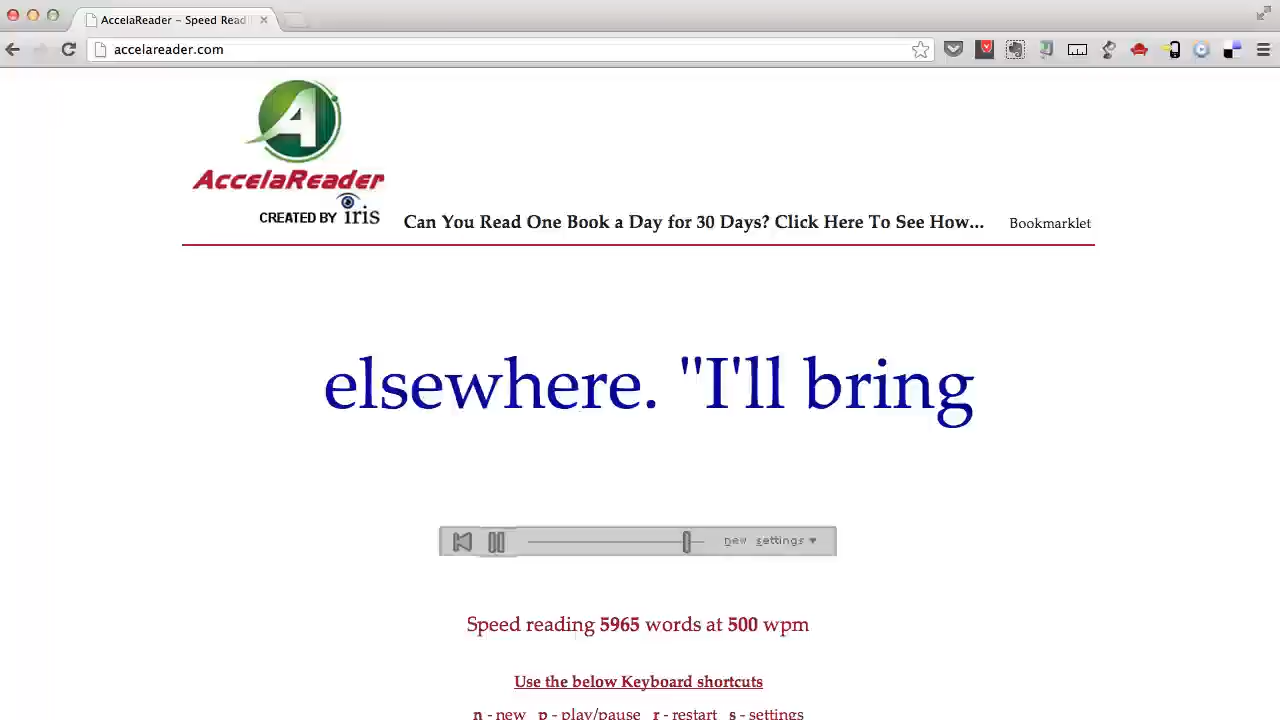 AccelaReader – Speed Readi
accelareader.com
A
AccelaReader
CREATED BY iris
Can You Read One Book a Day for 30 Days? Click Here To See How... Bookmarklet
elsewhere. "I'll bring
new settings ▾
Speed reading 5965 words at 500 wpm
Use the below Keyboard shortcuts
n - new p - play/pause r - restart s - settings